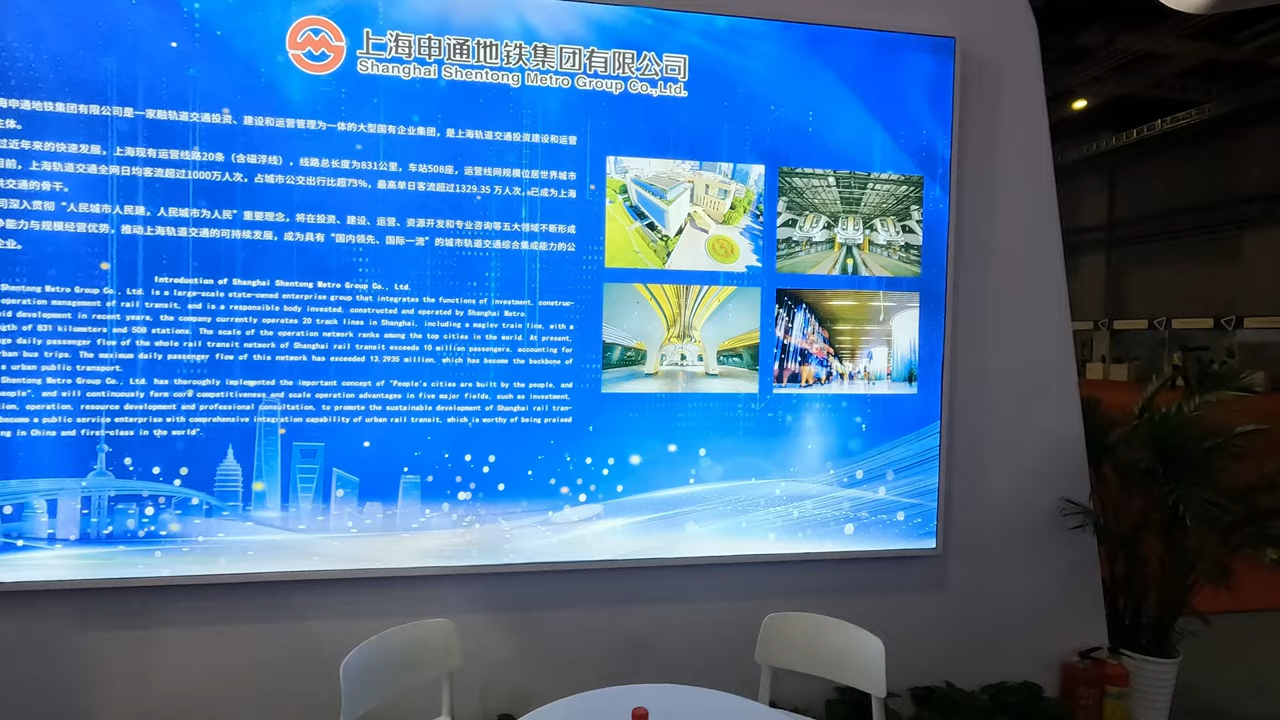 上海申通地铁集团有限公司
Shanghai Shentong Metro Group Co.,Ltd.
海申通地铁集团有限公司是一家融轨道交通投资、建设和运营管理为一体的大型国有企业集团，是上海轨道交通投资建设和运营
主体。
过近年来的快速发展，上海现有运营线路20条（含磁浮线），线路总长度为831公里，车站508座，运营线网规模位居世界城市
目前，上海轨道交通全网日均客流超过1000万人次，占城市公交出行比超73%，最高单日客流超过1329.35 万人次，已成为上海
共交通的骨干。
司深入贯彻“人民城市人民建，人民城市为人民”重要理念，将在投资、建设、运营、资源开发和专业咨询等五大领域不断形成
争能力与规模经营优势，推动上海轨道交通的可持续发展，成为具有“国内领先、国际一流”的城市轨道交通综合集成能力的公
企业。
Introduction of Shanghai Shentong Metro Group Co., Ltd.
Shentong Metro Group Co., Ltd. is a large-scale state-owned enterprise group that integrates the functions of investment, construc-
operation management of rail transit, and is a responsible body invested, constructed and operated by Shanghai Metro.
id development in recent years, the company currently operates 20 track lines in Shanghai, including a maglev train line, with a
gth of 831 kilometers and 508 stations. The scale of the operation network ranks among the top cities in the world. At present,
ge daily passenger flow of the whole rail transit network of Shanghai rail transit exceeds 10 million passengers, accounting for
rban bus trips. The maximum daily passenger flow of this network has exceeded 13.2935 million, which has become the backbone of
s urban public transport.
Shentong Metro Group Co., Ltd. has thoroughly implemented the important concept of "People's cities are built by the people, and
people", and will continuously form core competitiveness and scale operation advantages in five major fields, such as investment,
tion, operation, resource development and professional consultation, to promote the sustainable development of Shanghai rail tran-
become a public service enterprise with comprehensive integration capability of urban rail transit, which is worthy of being praised
ng in China and first-class in the world"